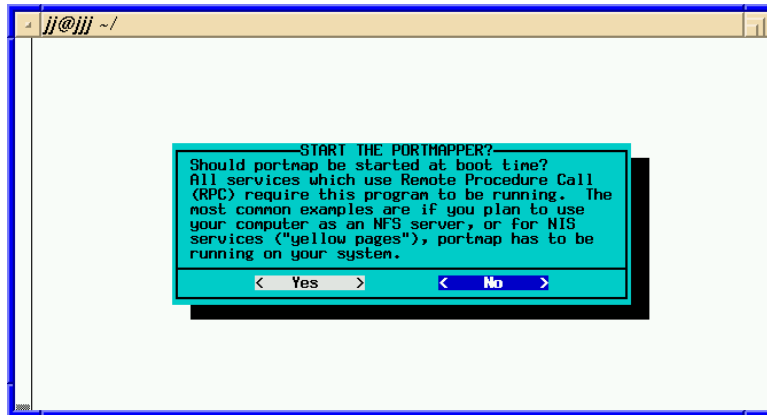 jj@jjj ~/
START THE PORTMAPPER?
Should portmap be started at boot time?
All services which use Remote Procedure Call
(RPC) require this program to be running.  The
most common examples are if you plan to use
your computer as an NFS server, or for NIS
services ("yellow pages"), portmap has to be
running on your system.
<  Yes  > <  No  >